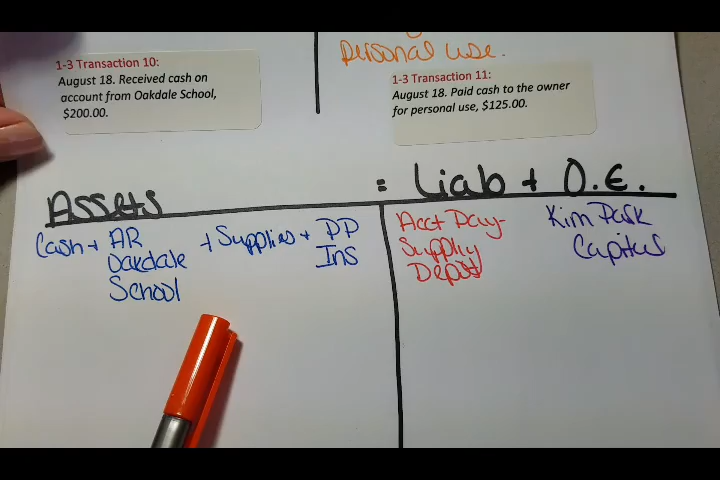 personal use.
1-3 Transaction 10:
August 18. Received cash on
account from Oakdale School,
$200.00.
1-3 Transaction 11:
August 18. Paid cash to the owner
for personal use, $125.00.
Assets = Liab + O.E.
Cash + AR + Supplies + PP
Oakdale Ins
School
Acct Pay-
Supply
Depot
Kim Park
Capital